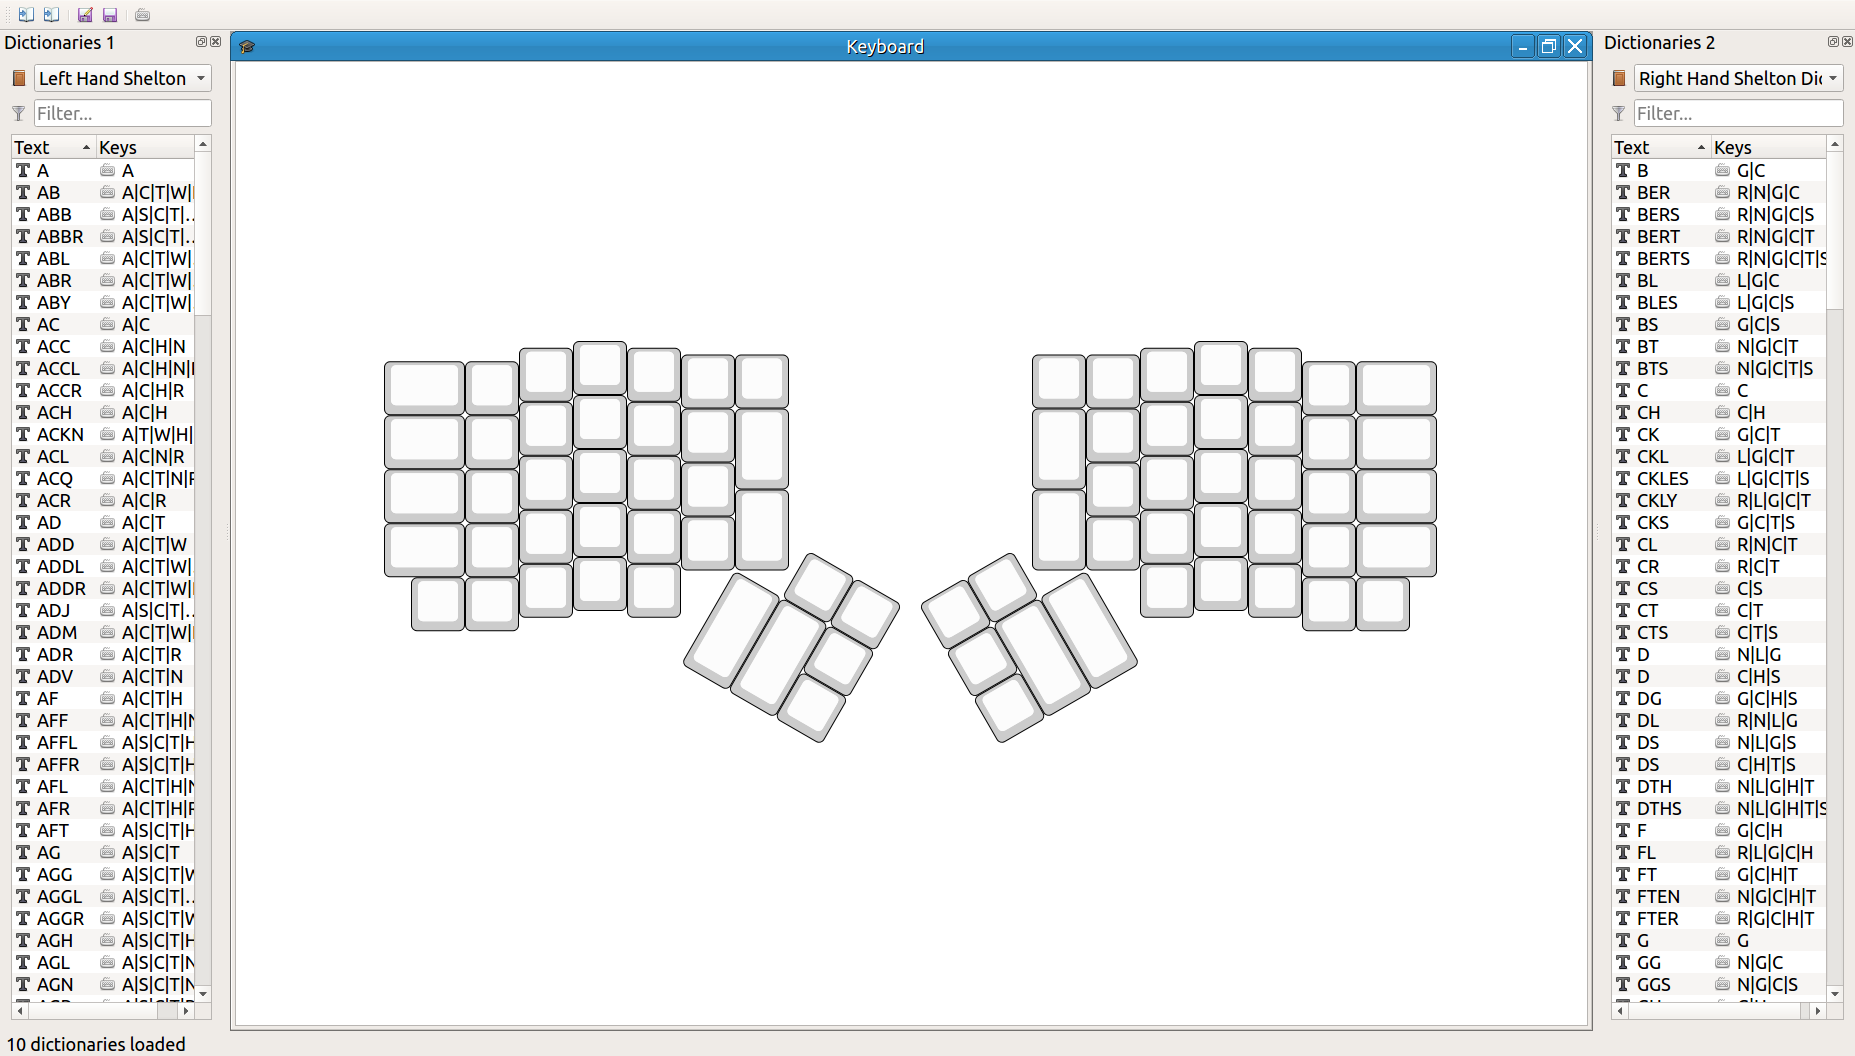 Dictionaries 1
Left Hand Shelton
Filter...
Text Keys
A A
AB A|C|T|W|
ABB A|S|C|T|..
ABBR A|S|C|T|..
ABL A|C|T|W|
ABR A|C|T|W|
ABY A|C|T|W|
AC A|C
ACC A|C|H|N
ACCL A|C|H|N|
ACCR A|C|H|R
ACH A|C|H
ACKN A|T|W|H|
ACL A|C|N|R
ACQ A|C|T|N|R
ACR A|C|R
AD A|C|T
ADD A|C|T|W
ADDL A|C|T|W|
ADDR A|C|T|W|
ADJ A|S|C|T|..
ADM A|C|T|W|
ADR A|C|T|R
ADV A|C|T|N
AF A|C|T|H
AFF A|C|T|H|N
AFFL A|S|C|T|H
AFFR A|S|C|T|H
AFL A|C|T|H|N
AFR A|C|T|H|R
AFT A|S|C|T|H
AG A|S|C|T
AGG A|S|C|T|W
AGGL A|S|C|T|..
AGGR A|S|C|T|W
AGH A|S|C|T|H
AGL A|S|C|T|N
AGN A|S|C|T|N
10 dictionaries loaded
Keyboard
Dictionaries 2
Right Hand Shelton Dic
Filter...
Text Keys
B G|C
BER R|N|G|C
BERS R|N|G|C|S
BERT R|N|G|C|T
BERTS R|N|G|C|T|S
BL L|G|C
BLES L|G|C|S
BS G|C|S
BT N|G|C|T
BTS N|G|C|T|S
C C
CH C|H
CK G|C|T
CKL L|G|C|T
CKLES L|G|C|T|S
CKLY R|L|G|C|T
CKS G|C|T|S
CL R|N|C|T
CR R|C|T
CS C|S
CT C|T
CTS C|T|S
D N|L|G
D C|H|S
DG G|C|H|S
DL R|N|L|G
DS N|L|G|S
DS C|H|T|S
DTH N|L|G|H|T
DTHS N|L|G|H|T|S
F G|C|H
FL R|L|G|C|H
FT G|C|H|T
FTEN N|G|C|H|T
FTER R|G|C|H|T
G G
GG N|G|C
GGS N|G|C|S